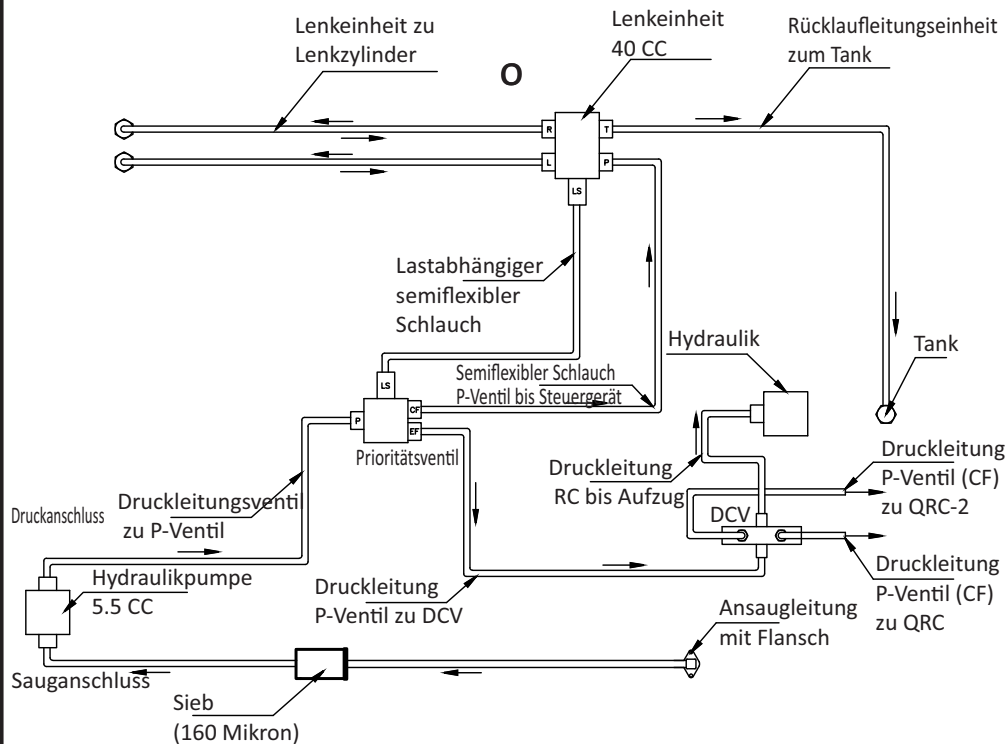 Lenkeinheit zu
Lenkzylinder
O
Lenkeinheit
40 CC
Rücklaufleitungseinheit
zum Tank
R
T
L
P
LS
Lastabhängiger
semiflexibler
Schlauch
Hydraulik
Tank
Semiflexibler Schlauch
P-Ventil bis Steuergerät
LS
CF
P
EF
Prioritätsventil
Druckleitung
RC bis Aufzug
Druckleitung
P-Ventil (CF)
zu QRC-2
Druckanschluss
Druckleitungsventil
zu P-Ventil
DCV
Hydraulikpumpe
5.5 CC
Druckleitung
P-Ventil zu DCV
Druckleitung
P-Ventil (CF)
zu QRC
Ansaugleitung
mit Flansch
Sauganschluss
Sieb
(160 Mikron)